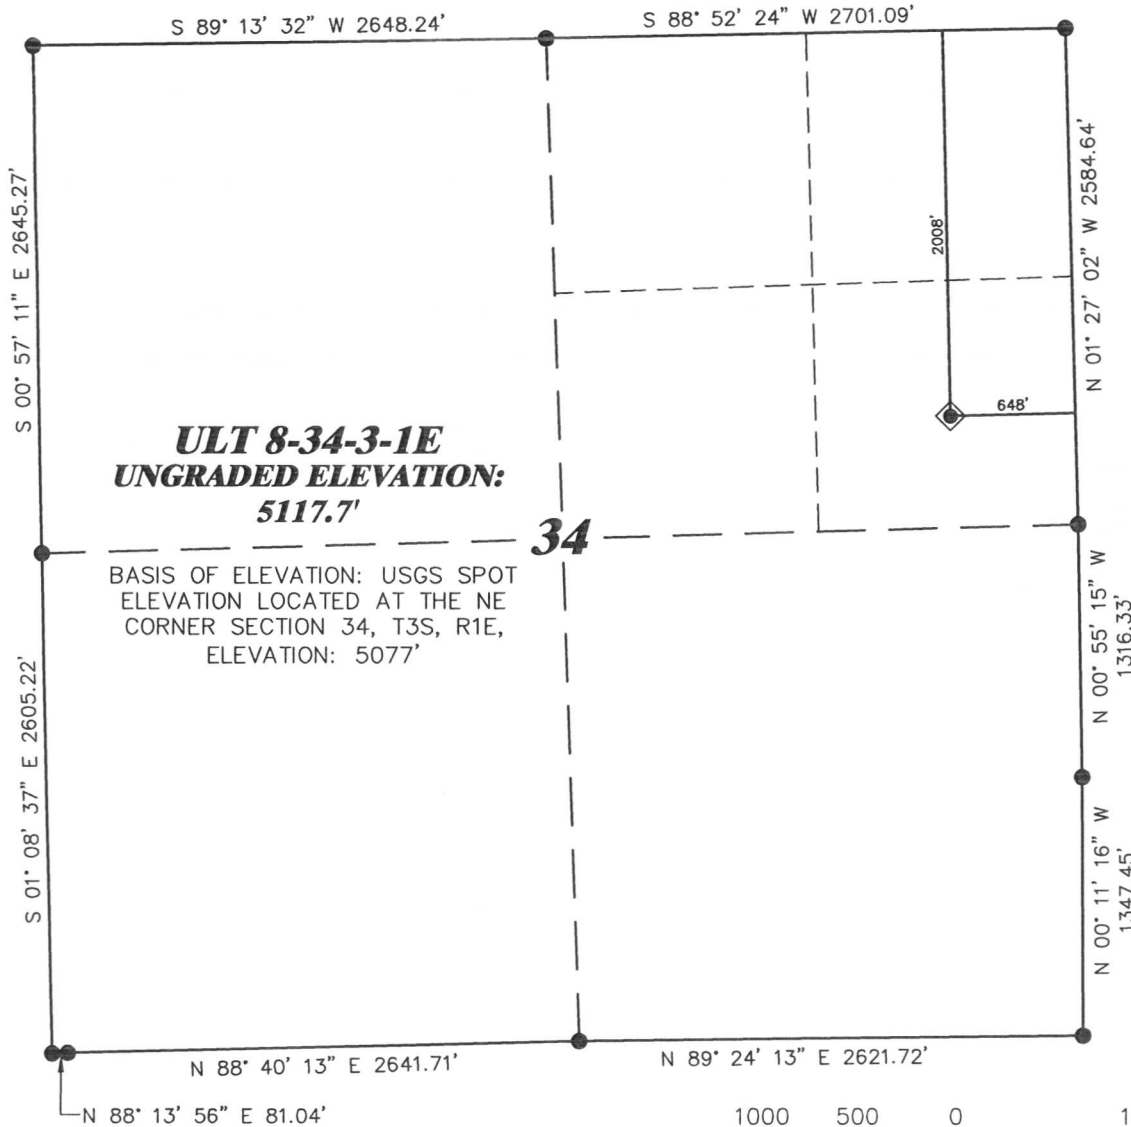 S 89° 13' 32" W 2648.24'
S 88° 52' 24" W 2701.09'
S 00° 57' 11" E 2645.27'
N 01° 27' 02" W 2584.64'
2008'
648'
ULT 8-34-3-1E
UNGRADED ELEVATION:
5117.7'
34
BASIS OF ELEVATION: USGS SPOT
ELEVATION LOCATED AT THE NE
CORNER SECTION 34, T3S, R1E,
ELEVATION: 5077'
N 00° 55' 15" W
1316.33'
S 01° 08' 37" E 2605.22'
N 00° 11' 16" W
1347.45'
N 88° 40' 13" E 2641.71'
N 89° 24' 13" E 2621.72'
N 88° 13' 56" E 81.04'
1000 500 0 1